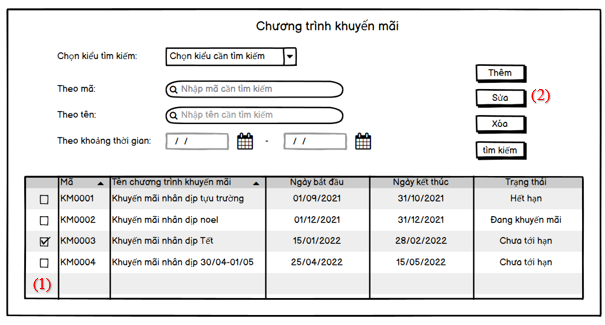 Chương trình khuyến mãi
Chọn kiểu tìm kiếm: Chọn kiểu cần tìm kiếm
Thêm
Theo mã: Nhập mã cần tìm kiếm
Sửa (2)
Theo tên: Nhập tên cần tìm kiếm
Xóa
Theo khoảng thời gian: / / - / /
tìm kiếm
Mã Tên chương trình khuyến mãi Ngày bắt đầu Ngày kết thúc Trạng thái
KM0001 Khuyến mãi nhân dịp tựu trường 01/09/2021 31/10/2021 Hết hạn
KM0002 Khuyến mãi nhân dịp noel 01/12/2021 31/12/2021 Đang khuyến mãi
KM0003 Khuyến mãi nhân dịp Tết 15/01/2022 28/02/2022 Chưa tới hạn
KM0004 Khuyến mãi nhân dịp 30/04-01/05 25/04/2022 15/05/2022 Chưa tới hạn
(1)